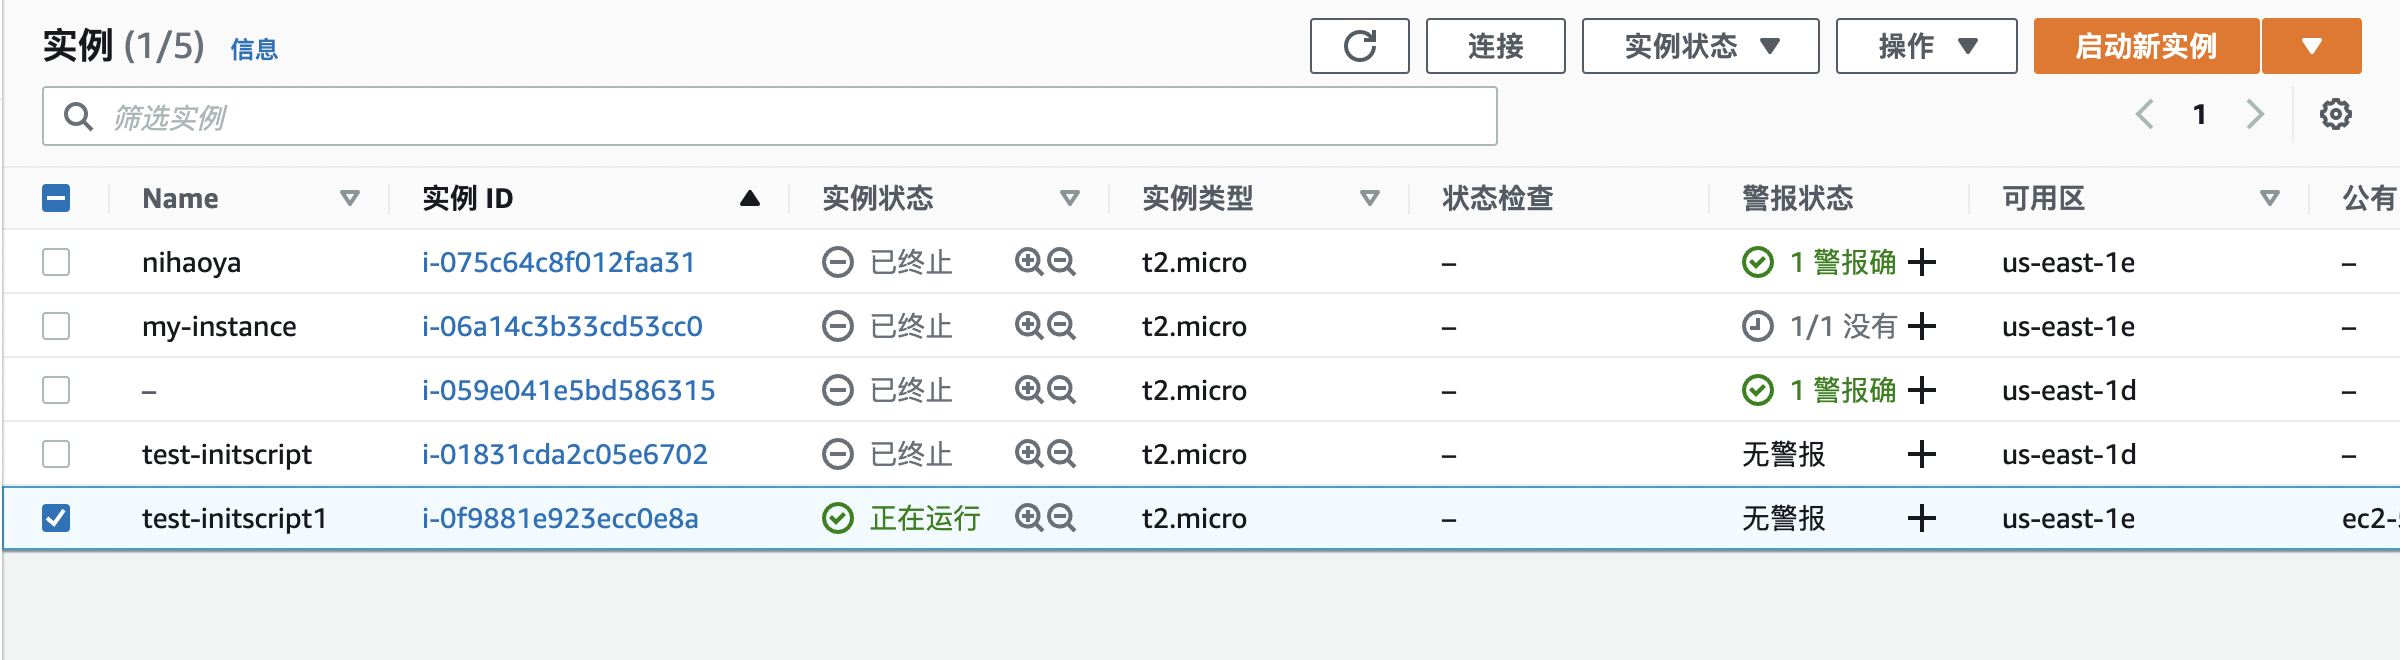 实例 (1/5) 信息 连接 实例状态 操作 启动新实例
筛选实例 1
Name 实例 ID 实例状态 实例类型 状态检查 警报状态 可用区 公有
nihaoya i-075c64c8f012faa31 已终止 t2.micro – 1 警报确 us-east-1e –
my-instance i-06a14c3b33cd53cc0 已终止 t2.micro – 1/1 没有 us-east-1e –
– i-059e041e5bd586315 已终止 t2.micro – 1 警报确 us-east-1d –
test-initscript i-01831cda2c05e6702 已终止 t2.micro – 无警报 us-east-1d –
test-initscript1 i-0f9881e923ecc0e8a 正在运行 t2.micro – 无警报 us-east-1e ec2-